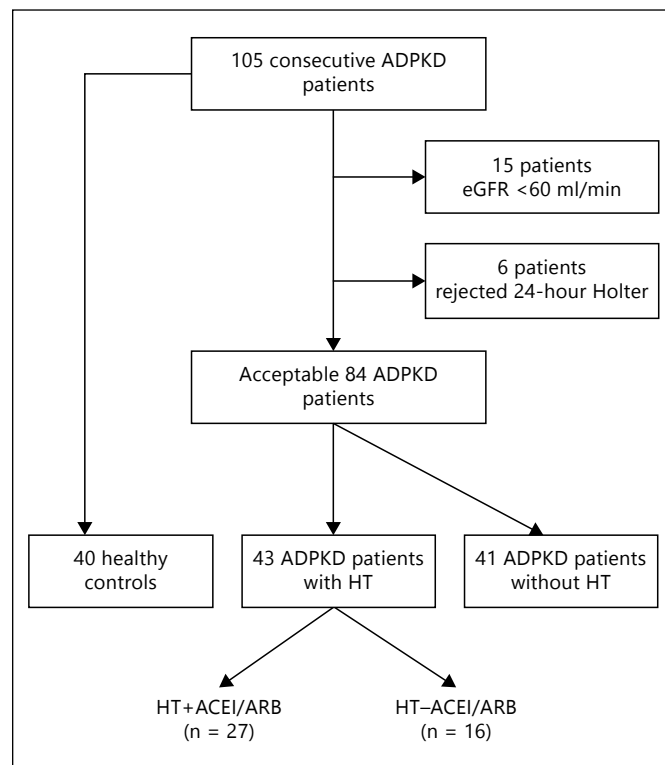 105 consecutive ADPKD
patients
15 patients
eGFR <60 ml/min
6 patients
rejected 24-hour Holter
Acceptable 84 ADPKD
patients
40 healthy
controls
43 ADPKD patients
with HT
41 ADPKD patients
without HT
HT+ACEI/ARB
(n = 27)
HT–ACEI/ARB
(n = 16)